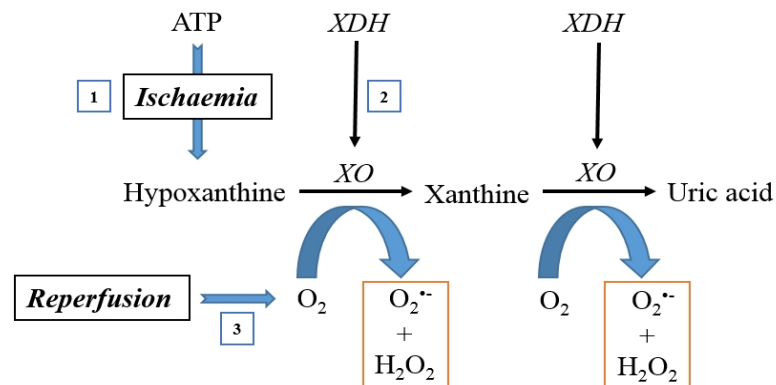 ATP XDH XDH
1 Ischaemia 2
XO XO
Hypoxanthine Xanthine Uric acid
Reperfusion 3 O₂ O₂•- O₂ O₂•-
+ +
H₂O₂ H₂O₂